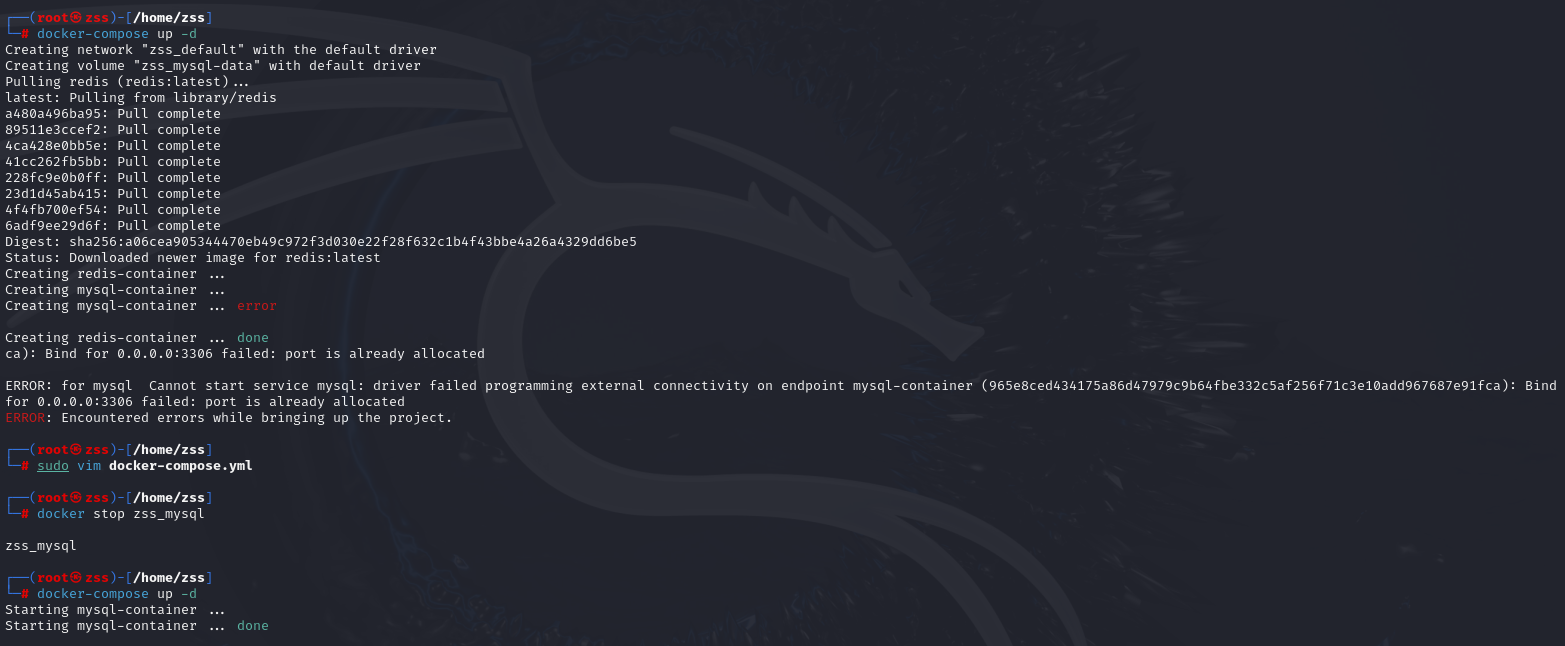 ┌──(root㉿zss)-[/home/zss]
└─# docker-compose up -d
Creating network "zss_default" with the default driver
Creating volume "zss_mysql-data" with default driver
Pulling redis (redis:latest)...
latest: Pulling from library/redis
a480a496ba95: Pull complete
89511e3ccef2: Pull complete
4ca428e0bb5e: Pull complete
41cc262fb5bb: Pull complete
228fc9e0b0ff: Pull complete
23d1d45ab415: Pull complete
4f4fb700ef54: Pull complete
6adf9ee29d6f: Pull complete
Digest: sha256:a06cea905344470eb49c972f3d030e22f28f632c1b4f43bbe4a26a4329dd6be5
Status: Downloaded newer image for redis:latest
Creating redis-container ...
Creating mysql-container ...
Creating mysql-container ... error
Creating redis-container ... done
ca): Bind for 0.0.0.0:3306 failed: port is already allocated
ERROR: for mysql  Cannot start service mysql: driver failed programming external connectivity on endpoint mysql-container (965e8ced434175a86d47979c9b64fbe332c5af256f71c3e10add967687e91fca): Bind
for 0.0.0.0:3306 failed: port is already allocated
ERROR: Encountered errors while bringing up the project.
┌──(root㉿zss)-[/home/zss]
└─# sudo vim docker-compose.yml
┌──(root㉿zss)-[/home/zss]
└─# docker stop zss_mysql
zss_mysql
┌──(root㉿zss)-[/home/zss]
└─# docker-compose up -d
Starting mysql-container ...
Starting mysql-container ... done